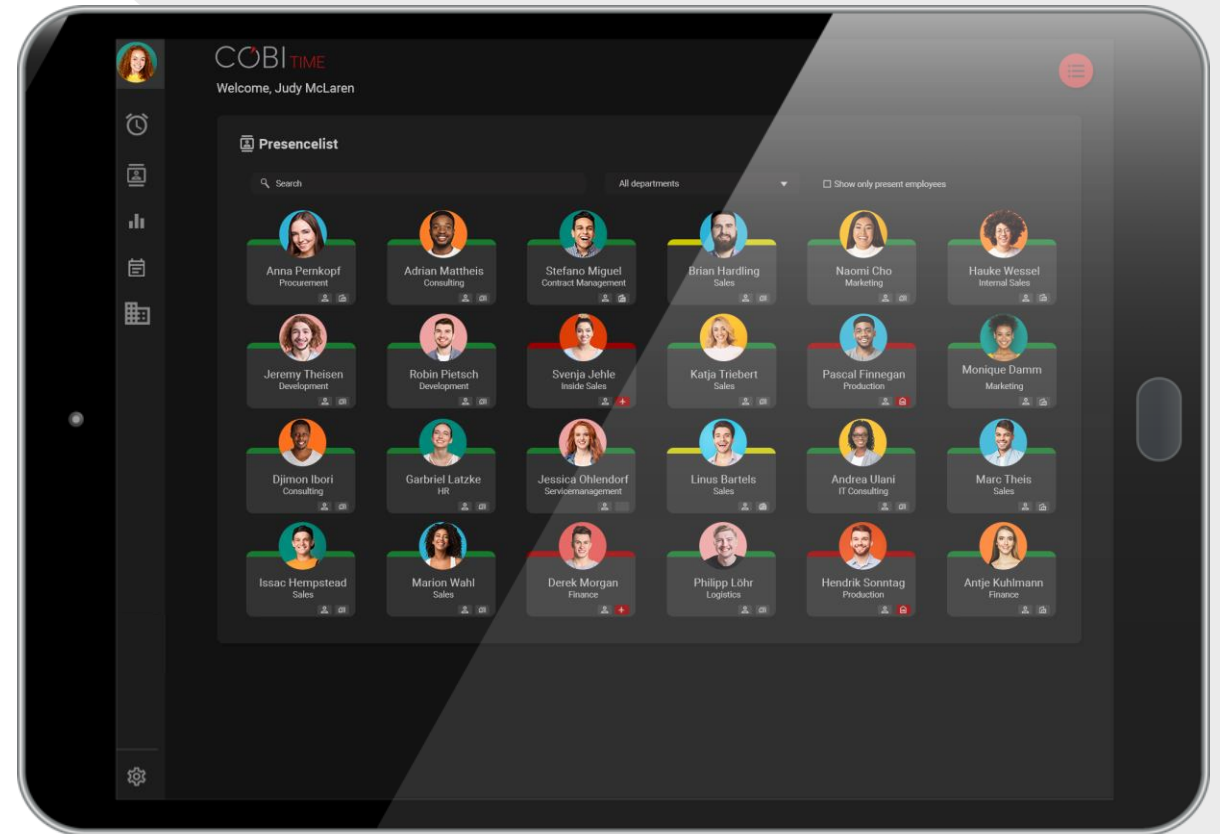 COBI TIME
Welcome, Judy McLaren
Presencelist
Search
All departments
Show only present employees
Anna Pernkopf
Procurement
Adrian Mattheis
Consulting
Stefano Miguel
Contract Management
Brian Hardling
Sales
Naomi Cho
Marketing
Hauke Wessel
Internal Sales
Jeremy Theisen
Development
Robin Pietsch
Development
Svenja Jehle
Inside Sales
Katja Triebert
Sales
Pascal Finnegan
Production
Monique Damm
Marketing
Djimon Ibori
Consulting
Garbriel Latzke
HR
Jessica Ohlendorf
Servicemanagement
Linus Bartels
Sales
Andrea Ulani
IT Consulting
Marc Theis
Sales
Issac Hempstead
Sales
Marion Wahl
Sales
Derek Morgan
Finance
Philipp Löhr
Logistics
Hendrik Sonntag
Production
Antje Kuhlmann
Finance